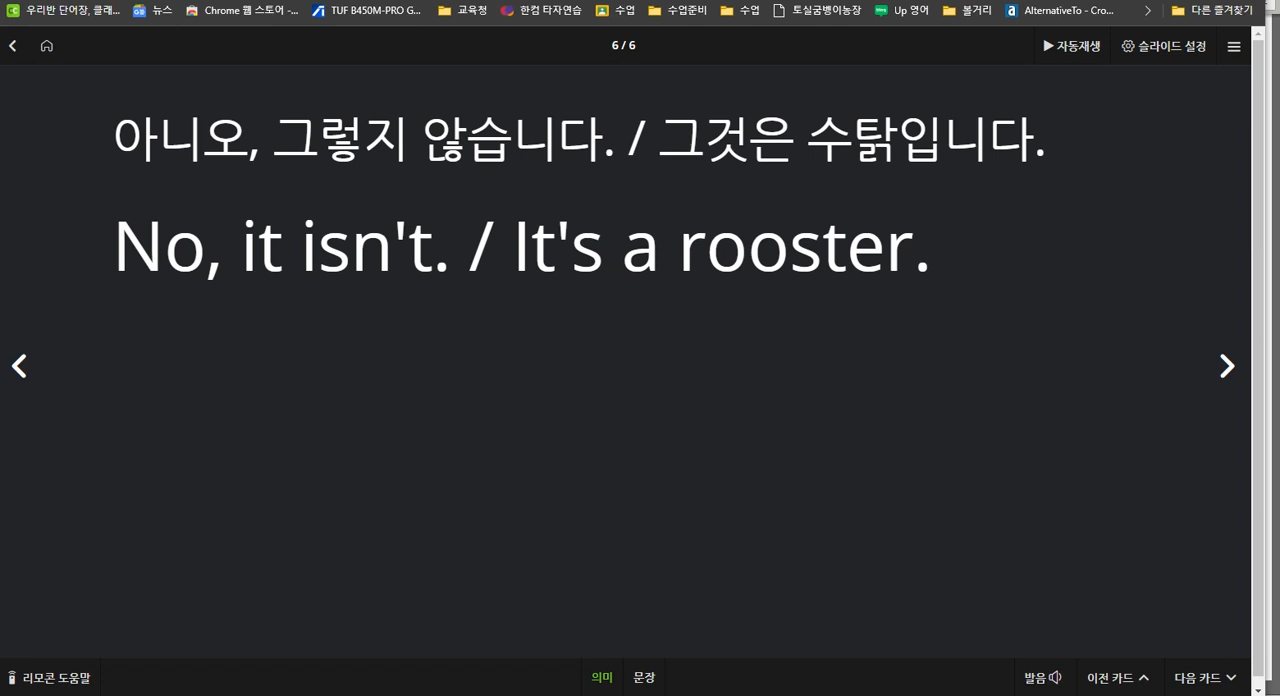 우리반 단어장, 클래... 뉴스 Chrome 웹 스토어 -... TUF B450M-PRO G... 교육청 한컴 타자연습 수업 수업준비 수업 토실굼벵이농장 Up 영어 볼거리 AlternativeTo - Cro... 다른 즐겨찾기
6 / 6 자동재생 슬라이드 설정
아니오, 그렇지 않습니다. / 그것은 수탉입니다.
No, it isn't. / It's a rooster.
리모콘 도움말 의미 문장 발음 이전 카드 다음 카드